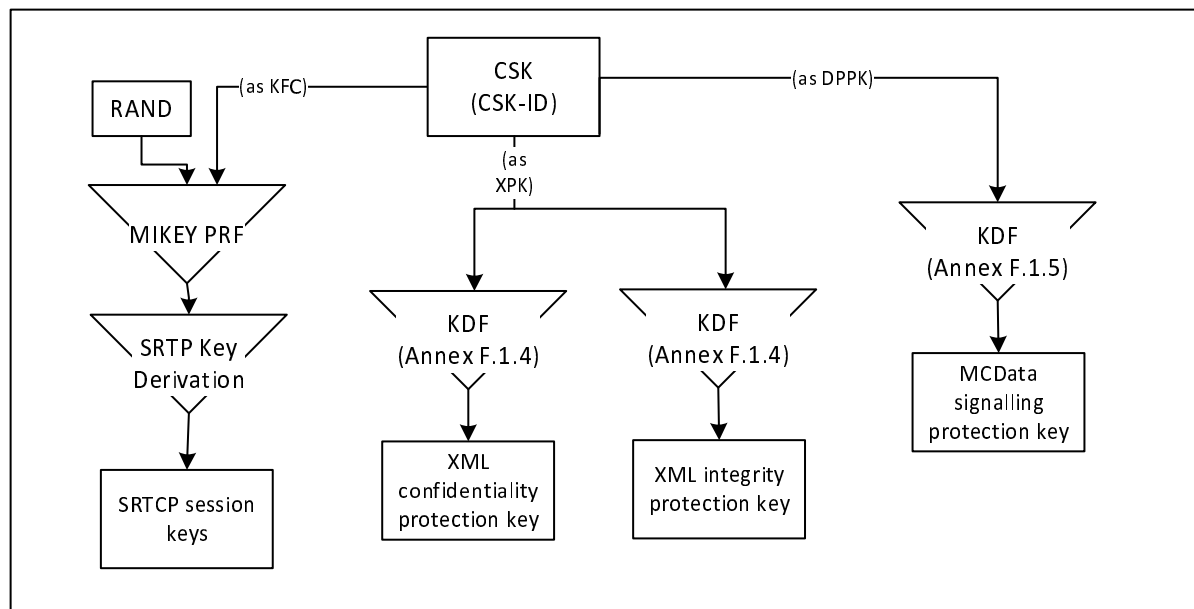 CSK
(CSK-ID)
(as KFC)
(as DPPK)
RAND
(as
XPK)
MIKEY PRF
KDF
(Annex F.1.5)
SRTP Key
Derivation
KDF
(Annex F.1.4)
KDF
(Annex F.1.4)
MCData
signalling
protection key
XML
confidentiality
protection key
XML integrity
protection key
SRTCP session
keys